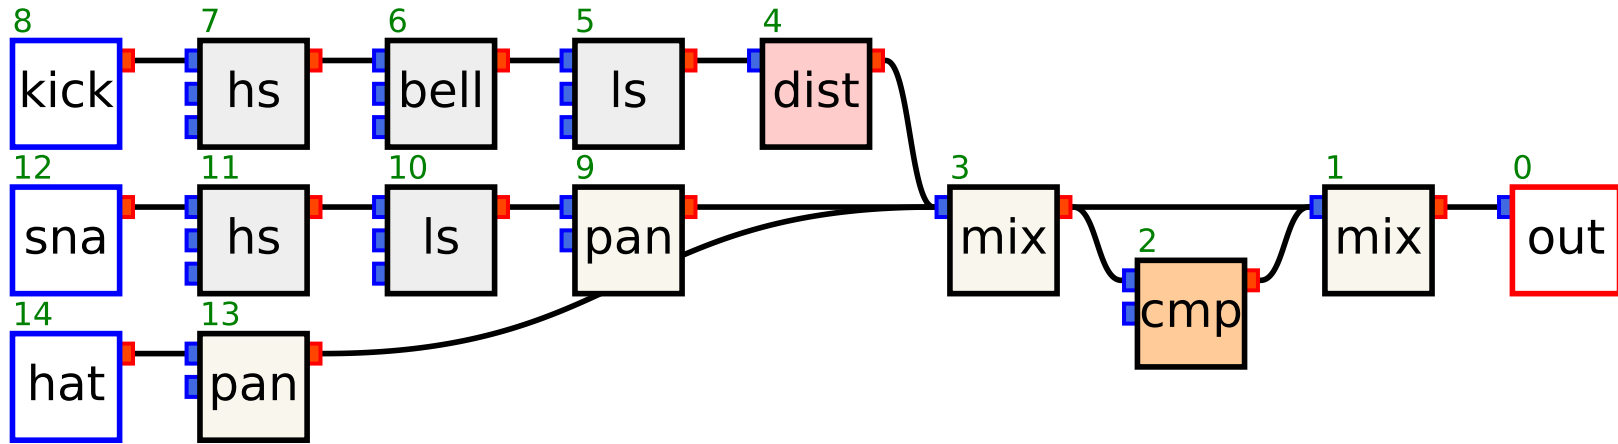 8 7 6 5 4
kick hs bell ls dist
12 11 10 9 3 1 0
sna hs ls pan mix mix out
2
cmp
14 13
hat pan